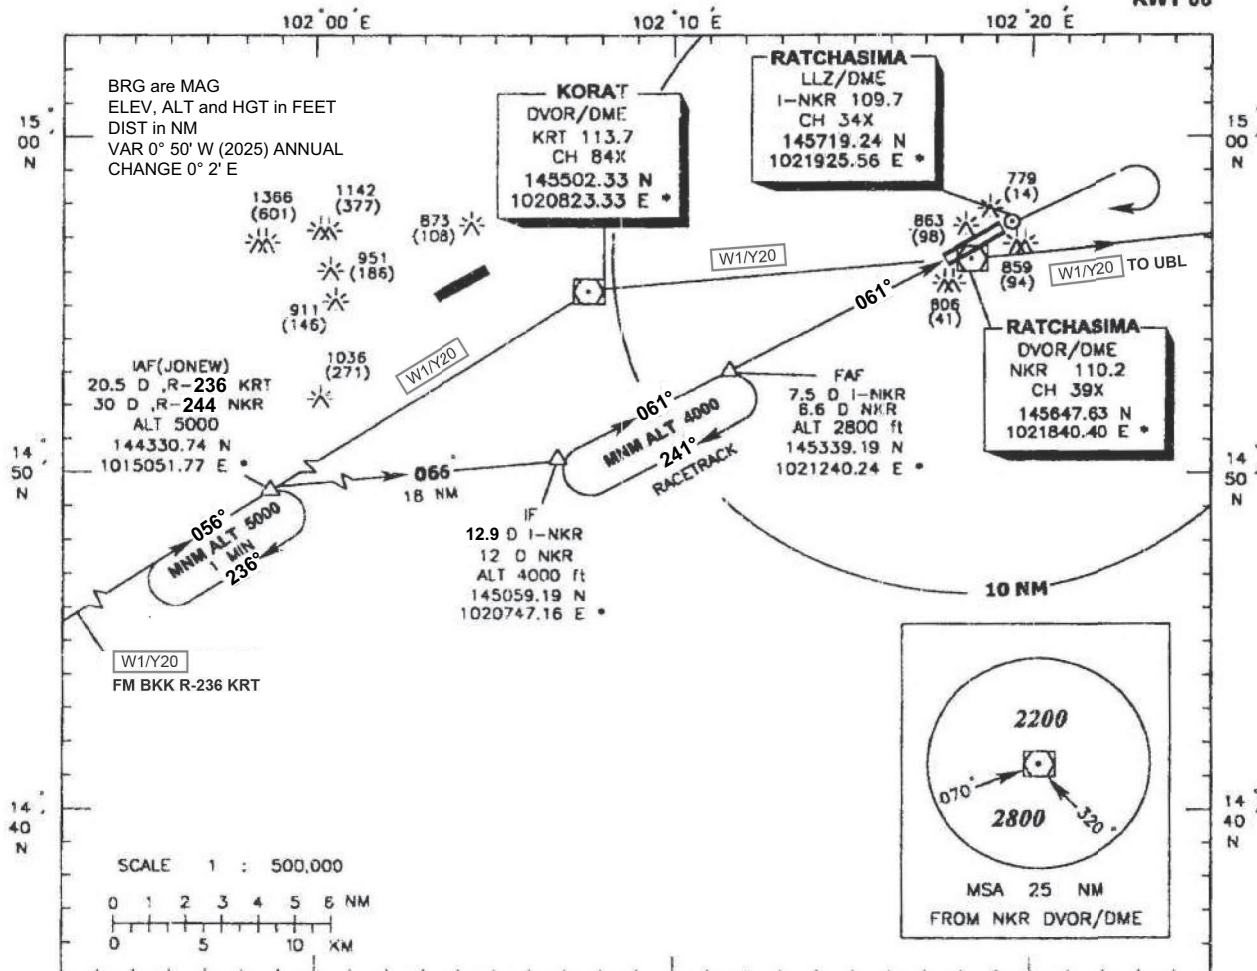 RWY 06
102° 00' E
102° 10' E
102° 20' E
BRG are MAG
ELEV, ALT and HGT in FEET
DIST in NM
VAR 0° 50' W (2025) ANNUAL
CHANGE 0° 2' E
15°
00'
N
15°
00'
N
KORAT
DVOR/DME
KRT 113.7
CH 84X
145502.33 N
1020823.33 E *
RATCHASIMA
LLZ/DME
I-NKR 109.7
CH 34X
145719.24 N
1021925.56 E *
1366
(601)
1142
(377)
873
(108)
951
(186)
911
(146)
1036
(271)
779
(14)
863
(98)
859
(94)
806
(41)
W1/Y20
W1/Y20 TO UBL
W1/Y20
061°
RATCHASIMA
DVOR/DME
NKR 110.2
CH 39X
145647.63 N
1021840.40 E *
IAF(JONEW)
20.5 D ,R-236 KRT
30 D ,R-244 NKR
ALT 5000
144330.74 N
1015051.77 E *
FAF
7.5 D I-NKR
6.6 D NKR
ALT 2800 ft
145339.19 N
1021240.24 E *
061°
MNM ALT 4000
241°
RACETRACK
14°
50'
N
14°
50'
N
066°
18 NM
056°
MNM ALT 5000
1 MIN
236°
IF
12.9 D I-NKR
12 D NKR
ALT 4000 ft
145059.19 N
1020747.16 E *
10 NM
W1/Y20
FM BKK R-236 KRT
14°
40'
N
14°
40'
N
2200
070°
2800
320°
MSA 25 NM
FROM NKR DVOR/DME
SCALE 1 : 500,000
0 1 2 3 4 5 6 NM
0 5 10 KM